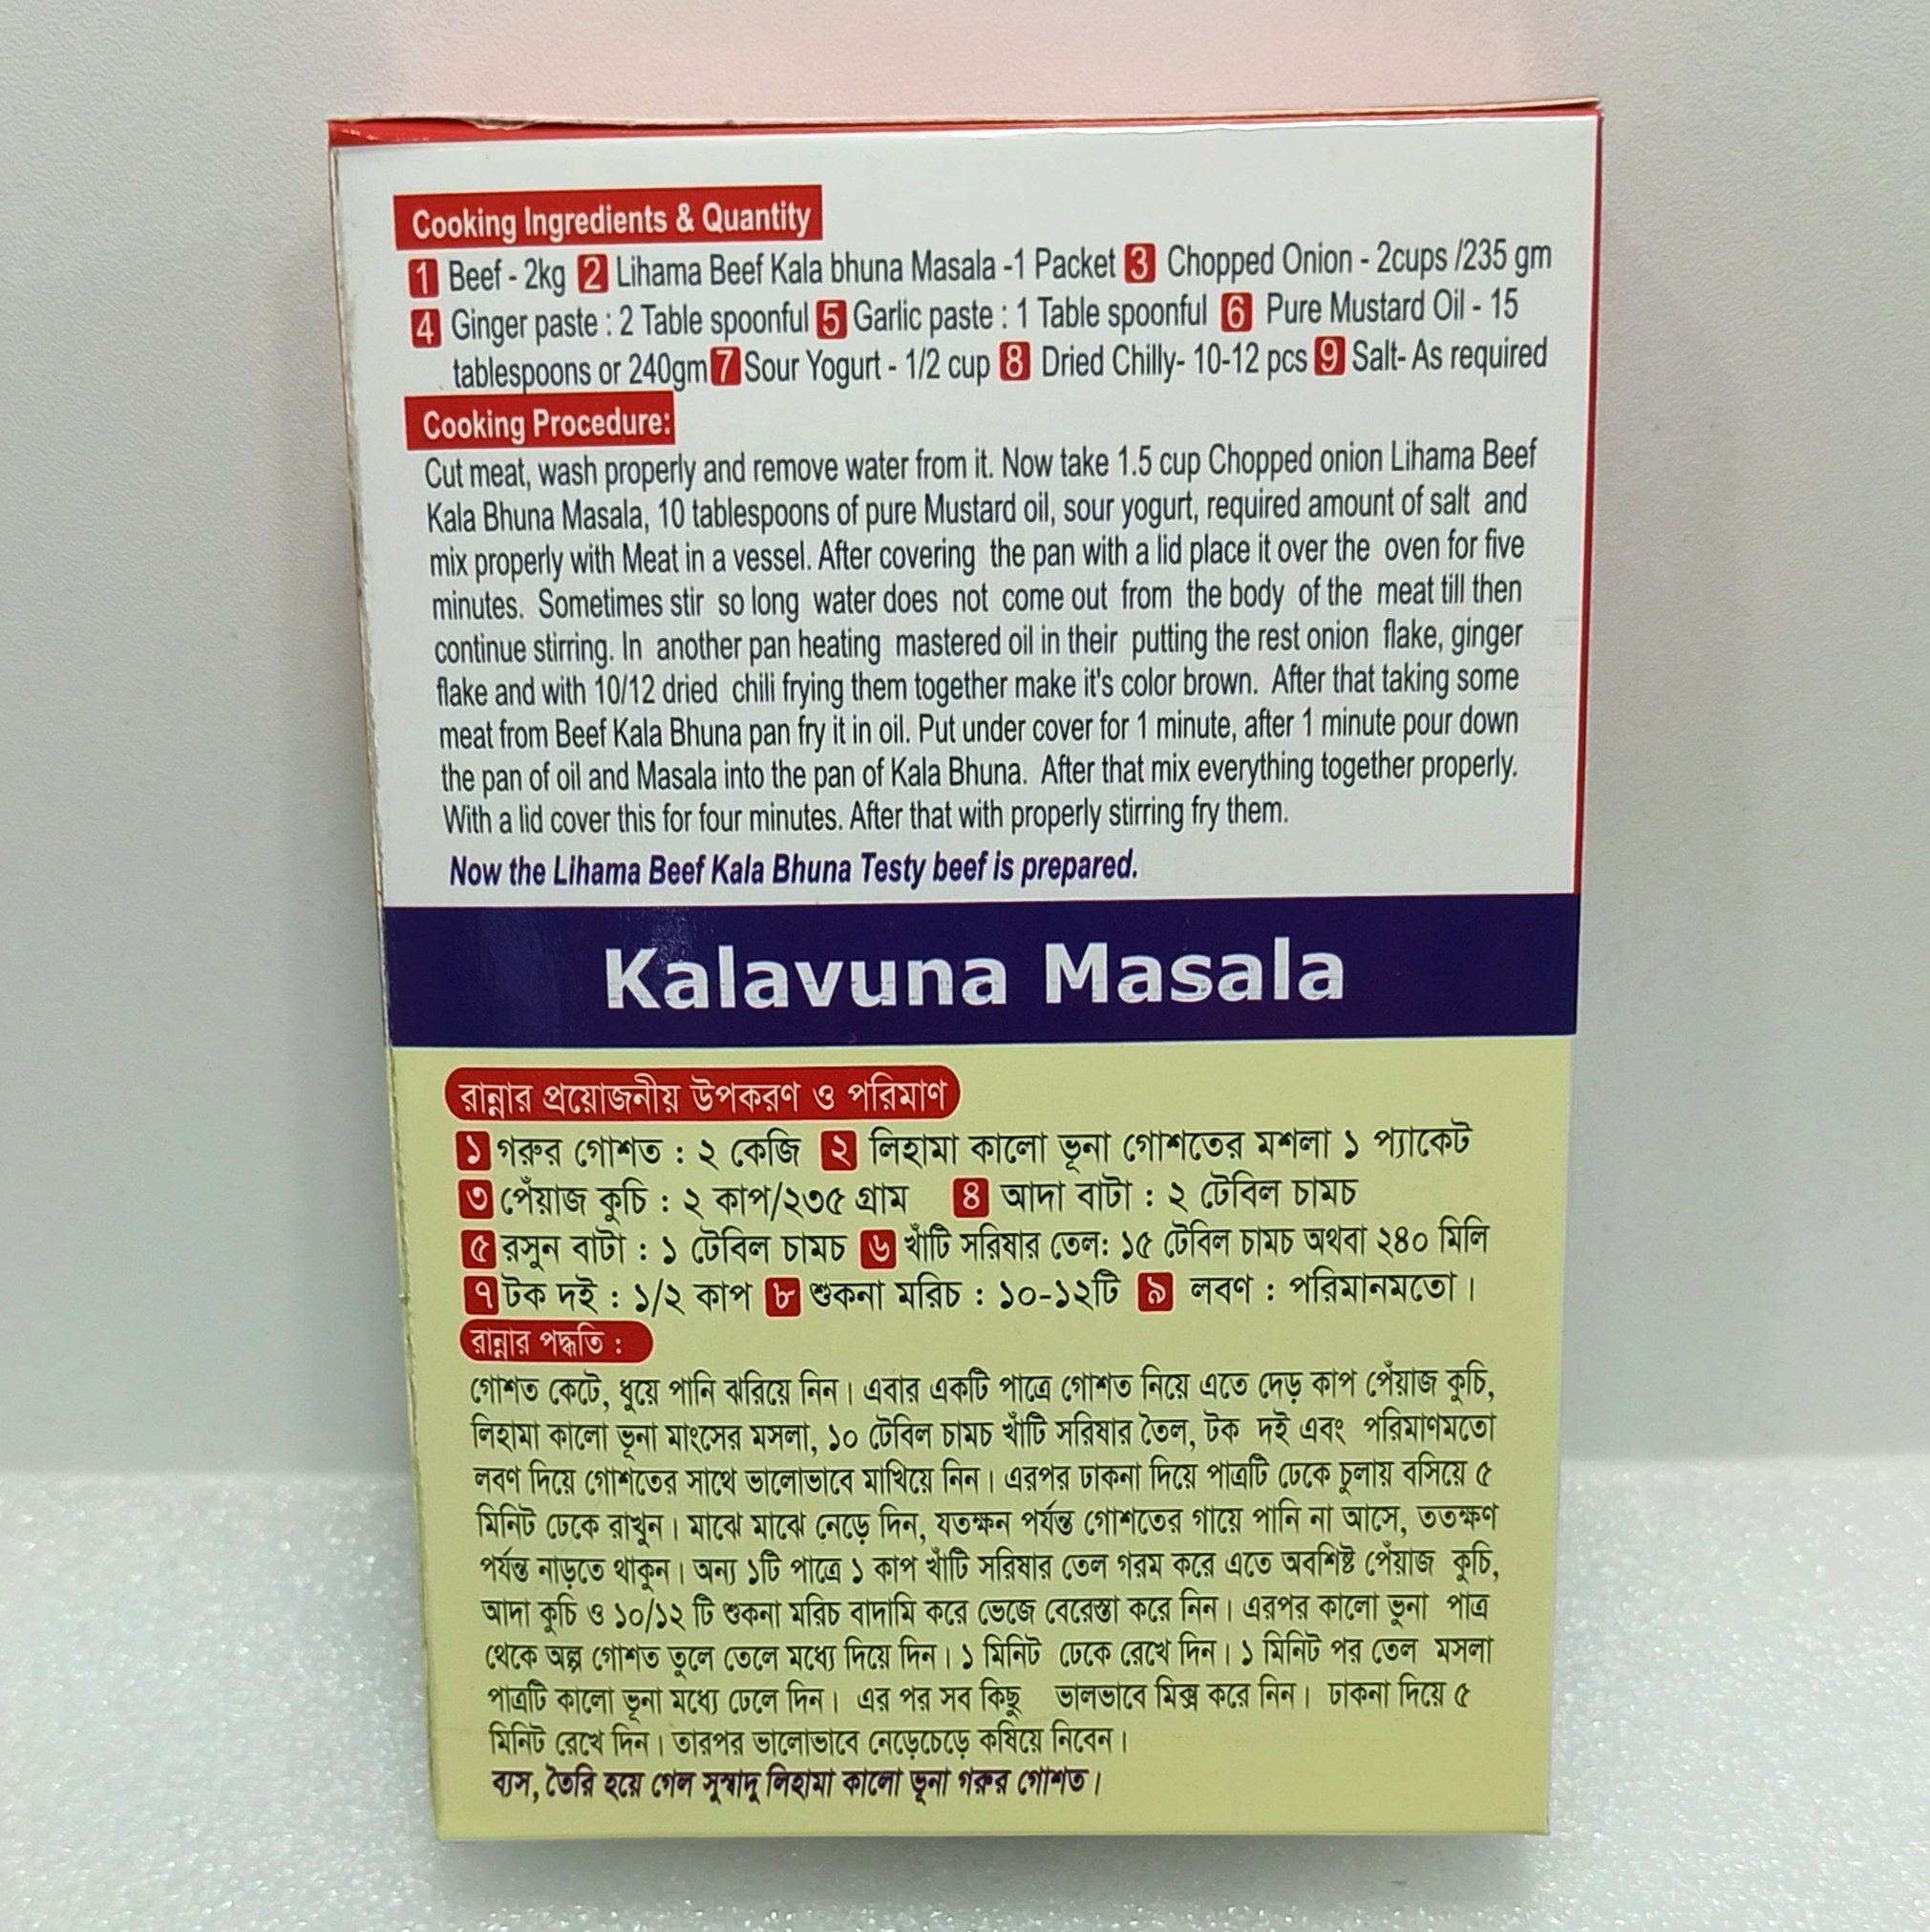 Cooking Ingredients & Quantity
1 Beef - 2kg 2 Lihama Beef Kala bhuna Masala -1 Packet 3 Chopped Onion - 2cups /235 gm
4 Ginger paste : 2 Table spoonful 5 Garlic paste : 1 Table spoonful 6 Pure Mustard Oil - 15
tablespoons or 240gm 7 Sour Yogurt - 1/2 cup 8 Dried Chilly- 10-12 pcs 9 Salt- As required
Cooking Procedure:
Cut meat, wash properly and remove water from it. Now take 1.5 cup Chopped onion Lihama Beef
Kala Bhuna Masala, 10 tablespoons of pure Mustard oil, sour yogurt, required amount of salt and
mix properly with Meat in a vessel. After covering the pan with a lid place it over the oven for five
minutes. Sometimes stir so long water does not come out from the body of the meat till then
continue stirring. In another pan heating mastered oil in their putting the rest onion flake, ginger
flake and with 10/12 dried chili frying them together make it's color brown. After that taking some
meat from Beef Kala Bhuna pan fry it in oil. Put under cover for 1 minute, after 1 minute pour down
the pan of oil and Masala into the pan of Kala Bhuna. After that mix everything together properly.
With a lid cover this for four minutes. After that with properly stirring fry them.
Now the Lihama Beef Kala Bhuna Testy beef is prepared.
Kalavuna Masala
রান্নার প্রয়োজনীয় উপকরণ ও পরিমাণ
১ গরুর গোশত : ২ কেজি ২ লিহামা কালো ভূনা গোশতের মশলা ১ প্যাকেট
৩ পেঁয়াজ কুচি : ২ কাপ/২৩৫ গ্রাম ৪ আদা বাটা : ২ টেবিল চামচ
৫ রসুন বাটা : ১ টেবিল চামচ ৬ খাঁটি সরিষার তেল: ১৫ টেবিল চামচ অথবা ২৪০ মিলি
৭ টক দই : ১/২ কাপ ৮ শুকনা মরিচ : ১০-১২টি ৯ লবণ : পরিমানমতো।
রান্নার পদ্ধতি :
গোশত কেটে, ধুয়ে পানি ঝরিয়ে নিন। এবার একটি পাত্রে গোশত নিয়ে এতে দেড় কাপ পেঁয়াজ কুচি,
লিহামা কালো ভূনা মাংসের মসলা, ১০ টেবিল চামচ খাঁটি সরিষার তৈল, টক দই এবং পরিমাণমতো
লবণ দিয়ে গোশতের সাথে ভালোভাবে মাখিয়ে নিন। এরপর ঢাকনা দিয়ে পাত্রটি ঢেকে চুলায় বসিয়ে ৫
মিনিট ঢেকে রাখুন। মাঝে মাঝে নেড়ে দিন, যতক্ষন পর্যন্ত গোশতের গায়ে পানি না আসে, ততক্ষণ
পর্যন্ত নাড়তে থাকুন। অন্য ১টি পাত্রে ১ কাপ খাঁটি সরিষার তেল গরম করে এতে অবশিষ্ট পেঁয়াজ কুচি,
আদা কুচি ও ১০/১২ টি শুকনা মরিচ বাদামি করে ভেজে বেরেস্তা করে নিন। এরপর কালো ভুনা পাত্র
থেকে অল্প গোশত তুলে তেলে মধ্যে দিয়ে দিন। ১ মিনিট ঢেকে রেখে দিন। ১ মিনিট পর তেল মসলা
পাত্রটি কালো ভূনা মধ্যে ঢেলে দিন। এর পর সব কিছু ভালভাবে মিক্স করে নিন। ঢাকনা দিয়ে ৫
মিনিট রেখে দিন। তারপর ভালোভাবে নেড়েচেড়ে কষিয়ে নিবেন।
ব্যস, তৈরি হয়ে গেল সুস্বাদু লিহামা কালো ভূনা গরুর গোশত।